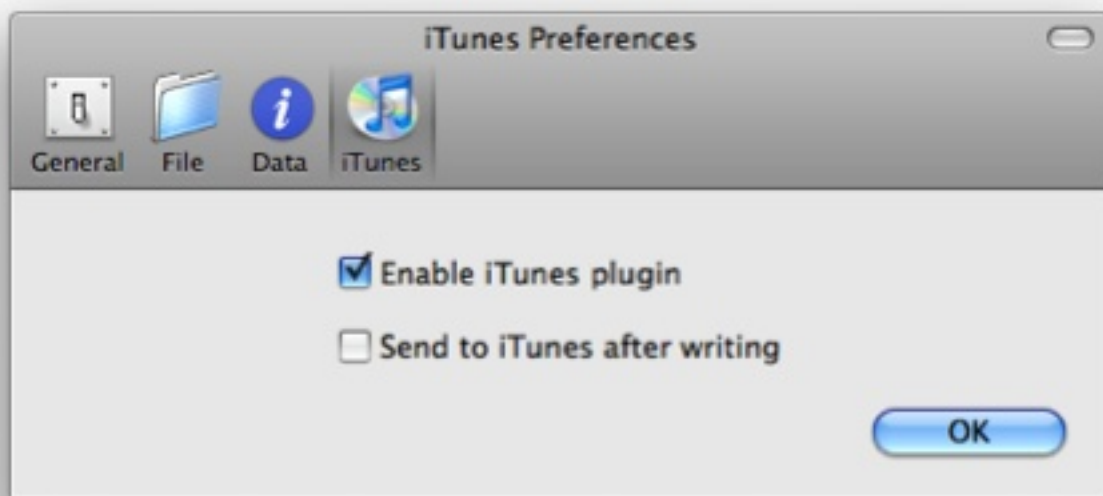 iTunes Preferences
General File Data iTunes
Enable iTunes plugin
Send to iTunes after writing
OK